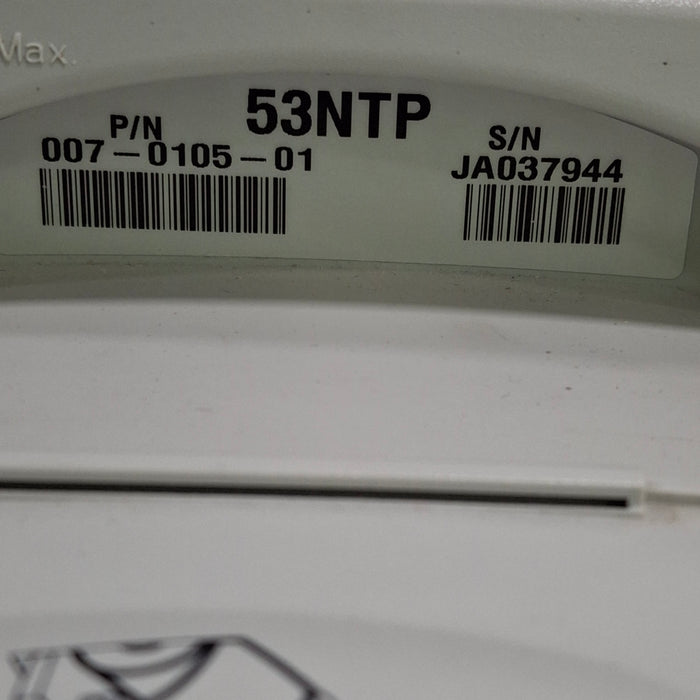 Max.
53NTP
P/N
007-0105-01
S/N
JA037944